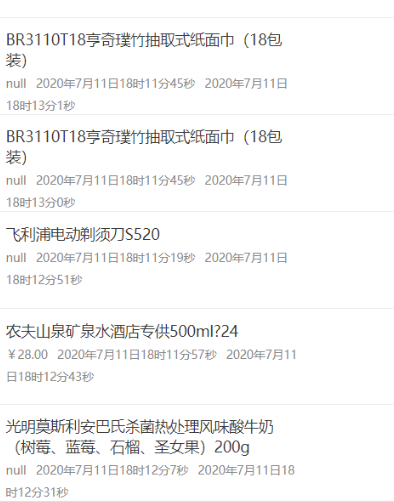 BR3110T18亨奇璞竹抽取式纸面巾（18包
装）
null 2020年7月11日18时11分45秒 2020年7月11日
18时13分1秒
BR3110T18亨奇璞竹抽取式纸面巾（18包
装）
null 2020年7月11日18时11分45秒 2020年7月11日
18时13分0秒
飞利浦电动剃须刀S520
null 2020年7月11日18时11分19秒 2020年7月11日
18时12分51秒
农夫山泉矿泉水酒店专供500ml?24
￥28.00 2020年7月11日18时11分57秒 2020年7月11
日18时12分43秒
光明莫斯利安巴氏杀菌热处理风味酸牛奶
（树莓、蓝莓、石榴、圣女果）200g
null 2020年7月11日18时12分7秒 2020年7月11日18
时12分31秒